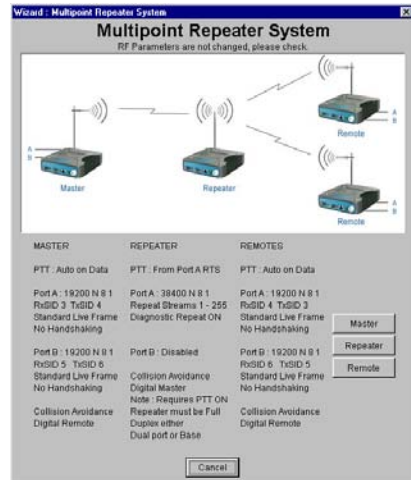 Wizard : Multipoint Repeater System
Multipoint Repeater System
RF Parameters are not changed, please check.
Remote
A
B
A
B
Master
Repeater
A
B
Remote
MASTER
PTT : Auto on Data
Port A : 19200 N 8 1
RxSID 3 TxSID 4
Standard Live Frame
No Handshaking
Port B : 19200 N 8 1
RxSID 5 TxSID 6
Standard Live Frame
No Handshaking
Collision Avoidance
Digital Remote
REPEATER
PTT : From Port A RTS
Port A : 38400 N 8 1
Repeat Streams 1 - 255
Diagnostic Repeat ON
Port B : Disabled
Collision Avoidance
Digital Master
Note : Requires PTT ON
Repeater must be Full
Duplex either
Dual port or Base
REMOTES
PTT : Auto on Data
Port A : 19200 N 8 1
RxSID 4 TxSID 3
Standard Live Frame
No Handshaking
Port B : 19200 N 8 1
RxSID 6 TxSID 5
Standard Live Frame
No Handshaking
Collision Avoidance
Digital Remote
Master
Repeater
Remote
Cancel